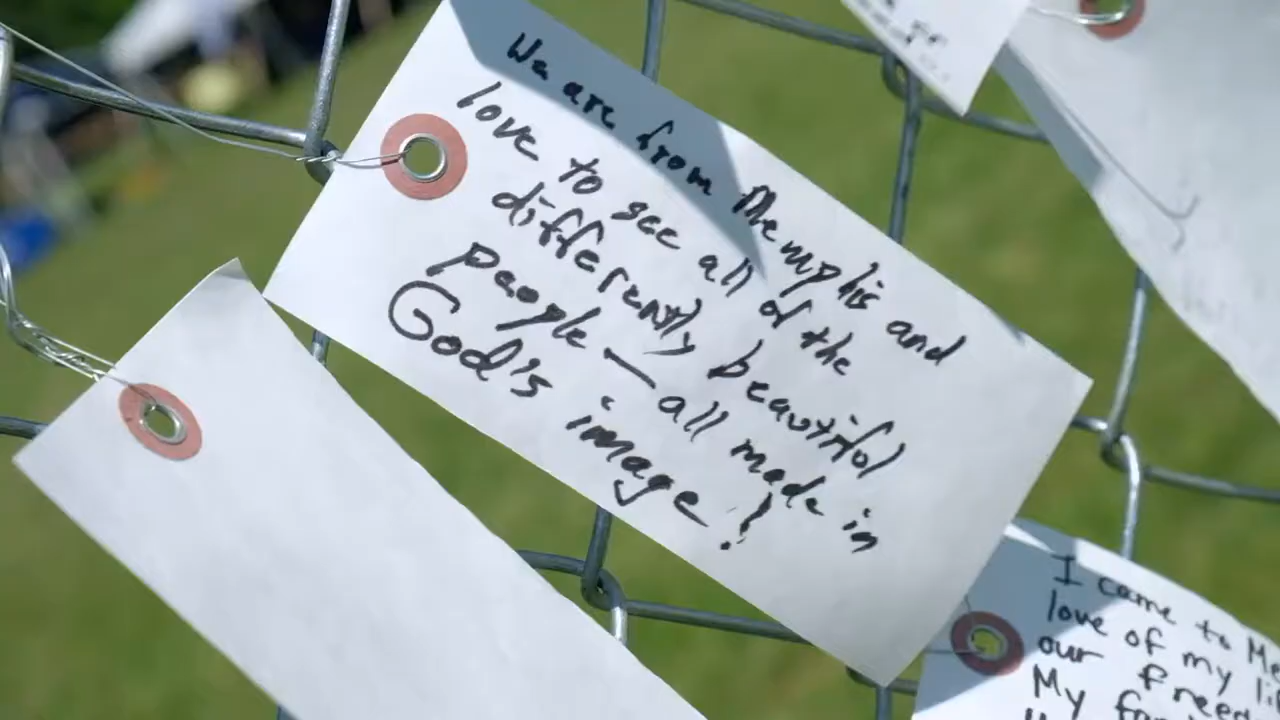 We are from Memphis and
love to see all of the
differently beautiful
people — all made in
God's image!
I came to Me
love of my li
our freed
My fa